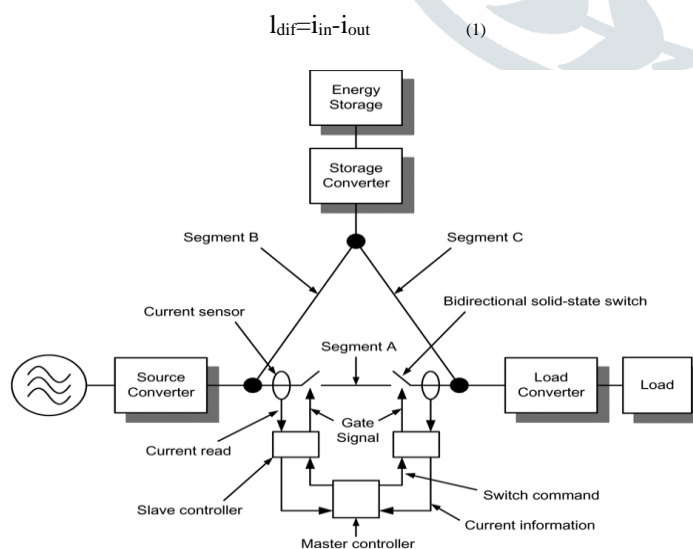 ldif=iin-iout (1)
Energy
Storage
Storage
Converter
Segment B
Segment C
Current sensor
Bidirectional solid-state switch
Segment A
Source
Converter
Load
Converter
Load
Gate
Signal
Current read
Slave controller
Switch command
Current information
Master controller